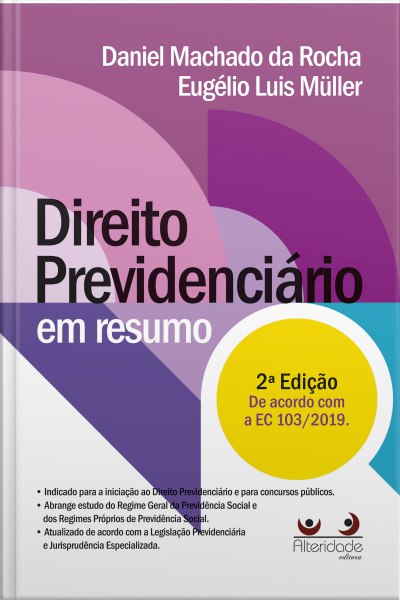 Daniel Machado da Rocha
Eugélio Luis Müller
Direito
Previdenciário
em resumo
2ª Edição
De acordo com
a EC 103/2019.
• Indicado para a iniciação ao Direito Previdenciário e para concursos públicos.
• Abrange estudo do Regime Geral da Previdência Social e
dos Regimes Próprios de Previdência Social.
• Atualizado de acordo com a Legislação Previdenciária
e Jurisprudência Especializada.
Alteridade
editora